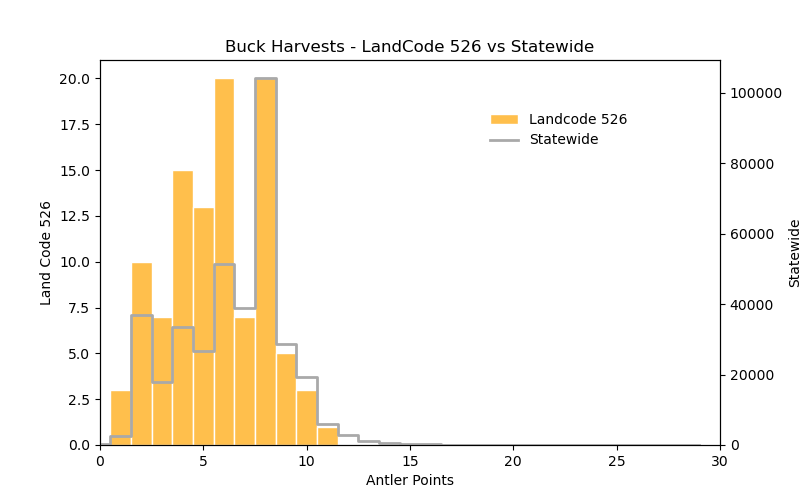 Buck Harvests - LandCode 526 vs Statewide
20.0
17.5
15.0
12.5
10.0
7.5
5.0
2.5
0.0
Land Code 526
Landcode 526
Statewide
100000
80000
60000
40000
20000
0
Statewide
0 5 10 15 20 25 30
Antler Points